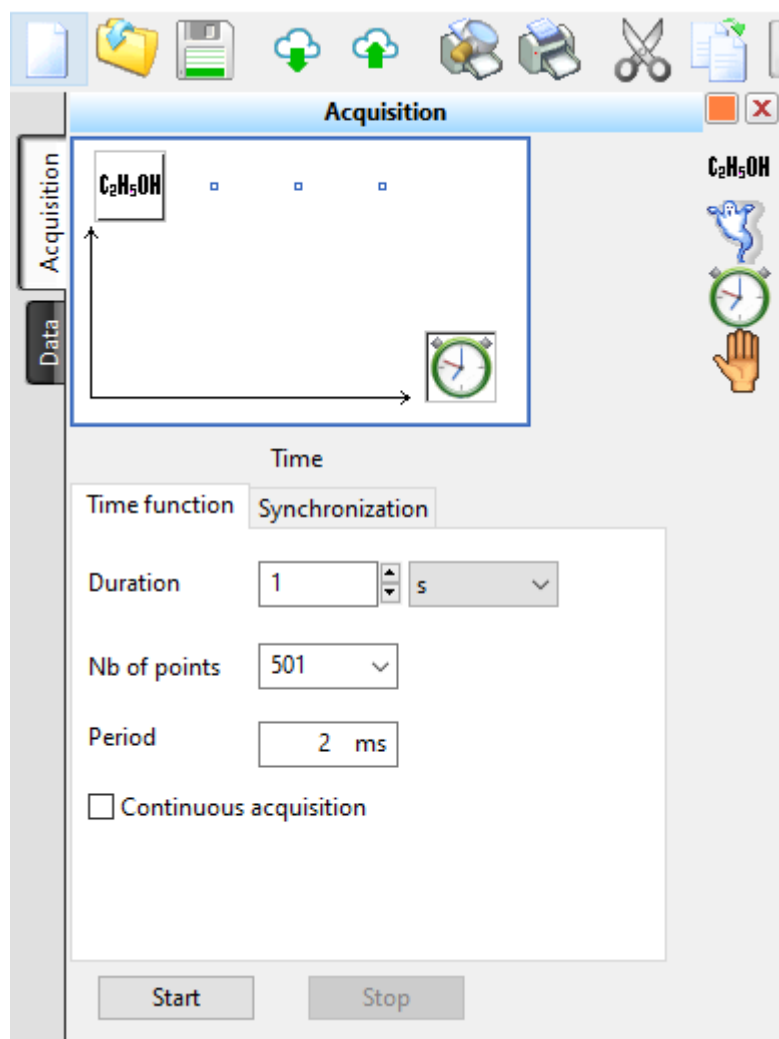 Acquisition
Acquisition
Data
C₂H₅OH
C₂H₅OH
Time
Time function
Synchronization
Duration
1
s
Nb of points
501
Period
2 ms
Continuous acquisition
Start
Stop